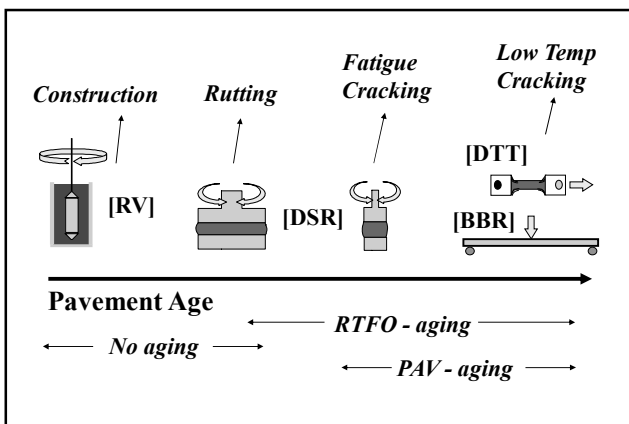 Construction
Rutting
Fatigue
Cracking
Low Temp
Cracking
[RV]
[DSR]
[DTT]
[BBR]
Pavement Age
RTFO - aging
No aging
PAV - aging